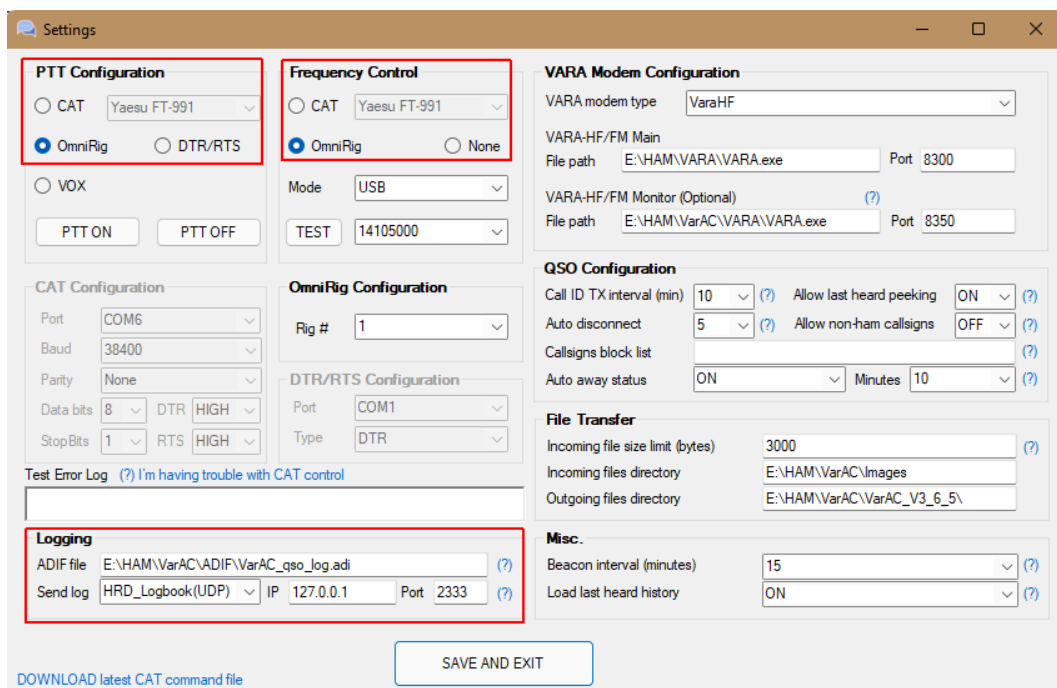 Settings
PTT Configuration
CAT Yaesu FT-991
OmniRig DTR/RTS
VOX
PTT ON PTT OFF
Frequency Control
CAT Yaesu FT-991
OmniRig None
Mode USB
TEST 14105000
CAT Configuration
Port COM6
Baud 38400
Parity None
Data bits 8 DTR HIGH
StopBits 1 RTS HIGH
OmniRig Configuration
Rig # 1
DTR/RTS Configuration
Port COM1
Type DTR
Test Error Log (?) I'm having trouble with CAT control
Logging
ADIF file E:\HAM\VarAC\ADIF\VarAC_qso_log.adi (?)
Send log HRD_Logbook(UDP) IP 127.0.0.1 Port 2333 (?)
VARA Modem Configuration
VARA modem type VaraHF
VARA-HF/FM Main
File path E:\HAM\VARA\VARA.exe Port 8300
VARA-HF/FM Monitor (Optional) (?)
File path E:\HAM\VarAC\VARA\VARA.exe Port 8350
QSO Configuration
Call ID TX interval (min) 10 (?) Allow last heard peeking ON (?)
Auto disconnect 5 (?) Allow non-ham callsigns OFF (?)
Callsigns block list (?)
Auto away status ON Minutes 10 (?)
File Transfer
Incoming file size limit (bytes) 3000 (?)
Incoming files directory E:\HAM\VarAC\Images
Outgoing files directory E:\HAM\VarAC\VarAC_V3_6_5\
Misc.
Beacon interval (minutes) 15 (?)
Load last heard history ON (?)
SAVE AND EXIT
DOWNLOAD latest CAT command file